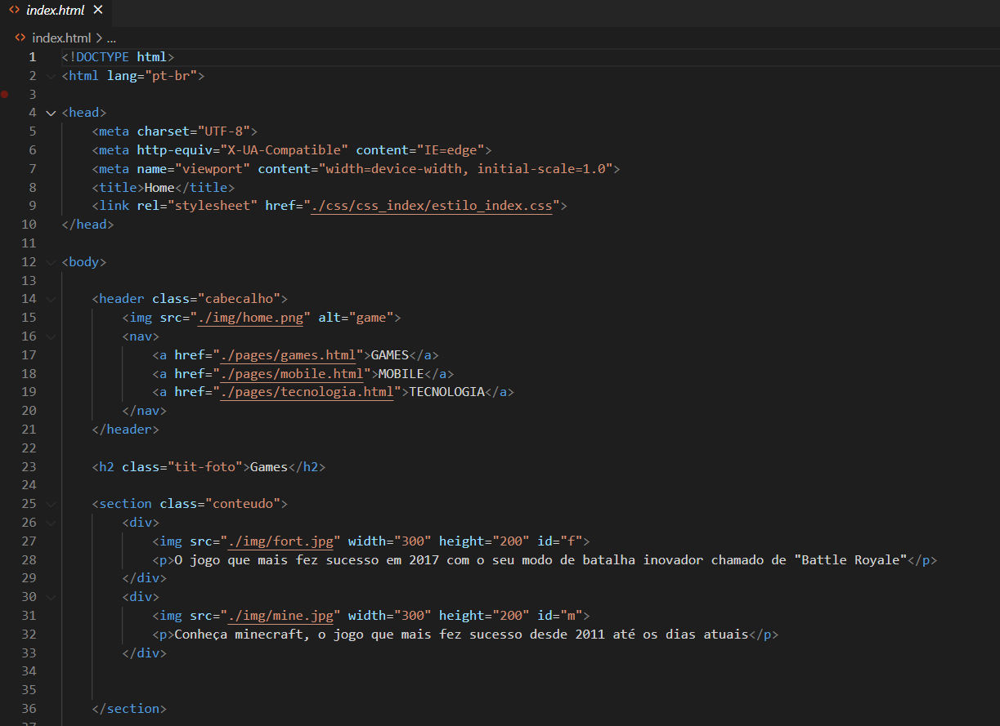 index.html
index.html > ...
1 <!DOCTYPE html>
2 <html lang="pt-br">
3
4 <head>
5 <meta charset="UTF-8">
6 <meta http-equiv="X-UA-Compatible" content="IE=edge">
7 <meta name="viewport" content="width=device-width, initial-scale=1.0">
8 <title>Home</title>
9 <link rel="stylesheet" href="./css/css_index/estilo_index.css">
10 </head>
11
12 <body>
13
14 <header class="cabecalho">
15 <img src="./img/home.png" alt="game">
16 <nav>
17 <a href="./pages/games.html">GAMES</a>
18 <a href="./pages/mobile.html">MOBILE</a>
19 <a href="./pages/tecnologia.html">TECNOLOGIA</a>
20 </nav>
21 </header>
22
23 <h2 class="tit-foto">Games</h2>
24
25 <section class="conteudo">
26 <div>
27 <img src="./img/fort.jpg" width="300" height="200" id="f">
28 <p>O jogo que mais fez sucesso em 2017 com o seu modo de batalha inovador chamado de "Battle Royale"</p>
29 </div>
30 <div>
31 <img src="./img/mine.jpg" width="300" height="200" id="m">
32 <p>Conheça minecraft, o jogo que mais fez sucesso desde 2011 até os dias atuais</p>
33 </div>
34
35
36 </section>
37